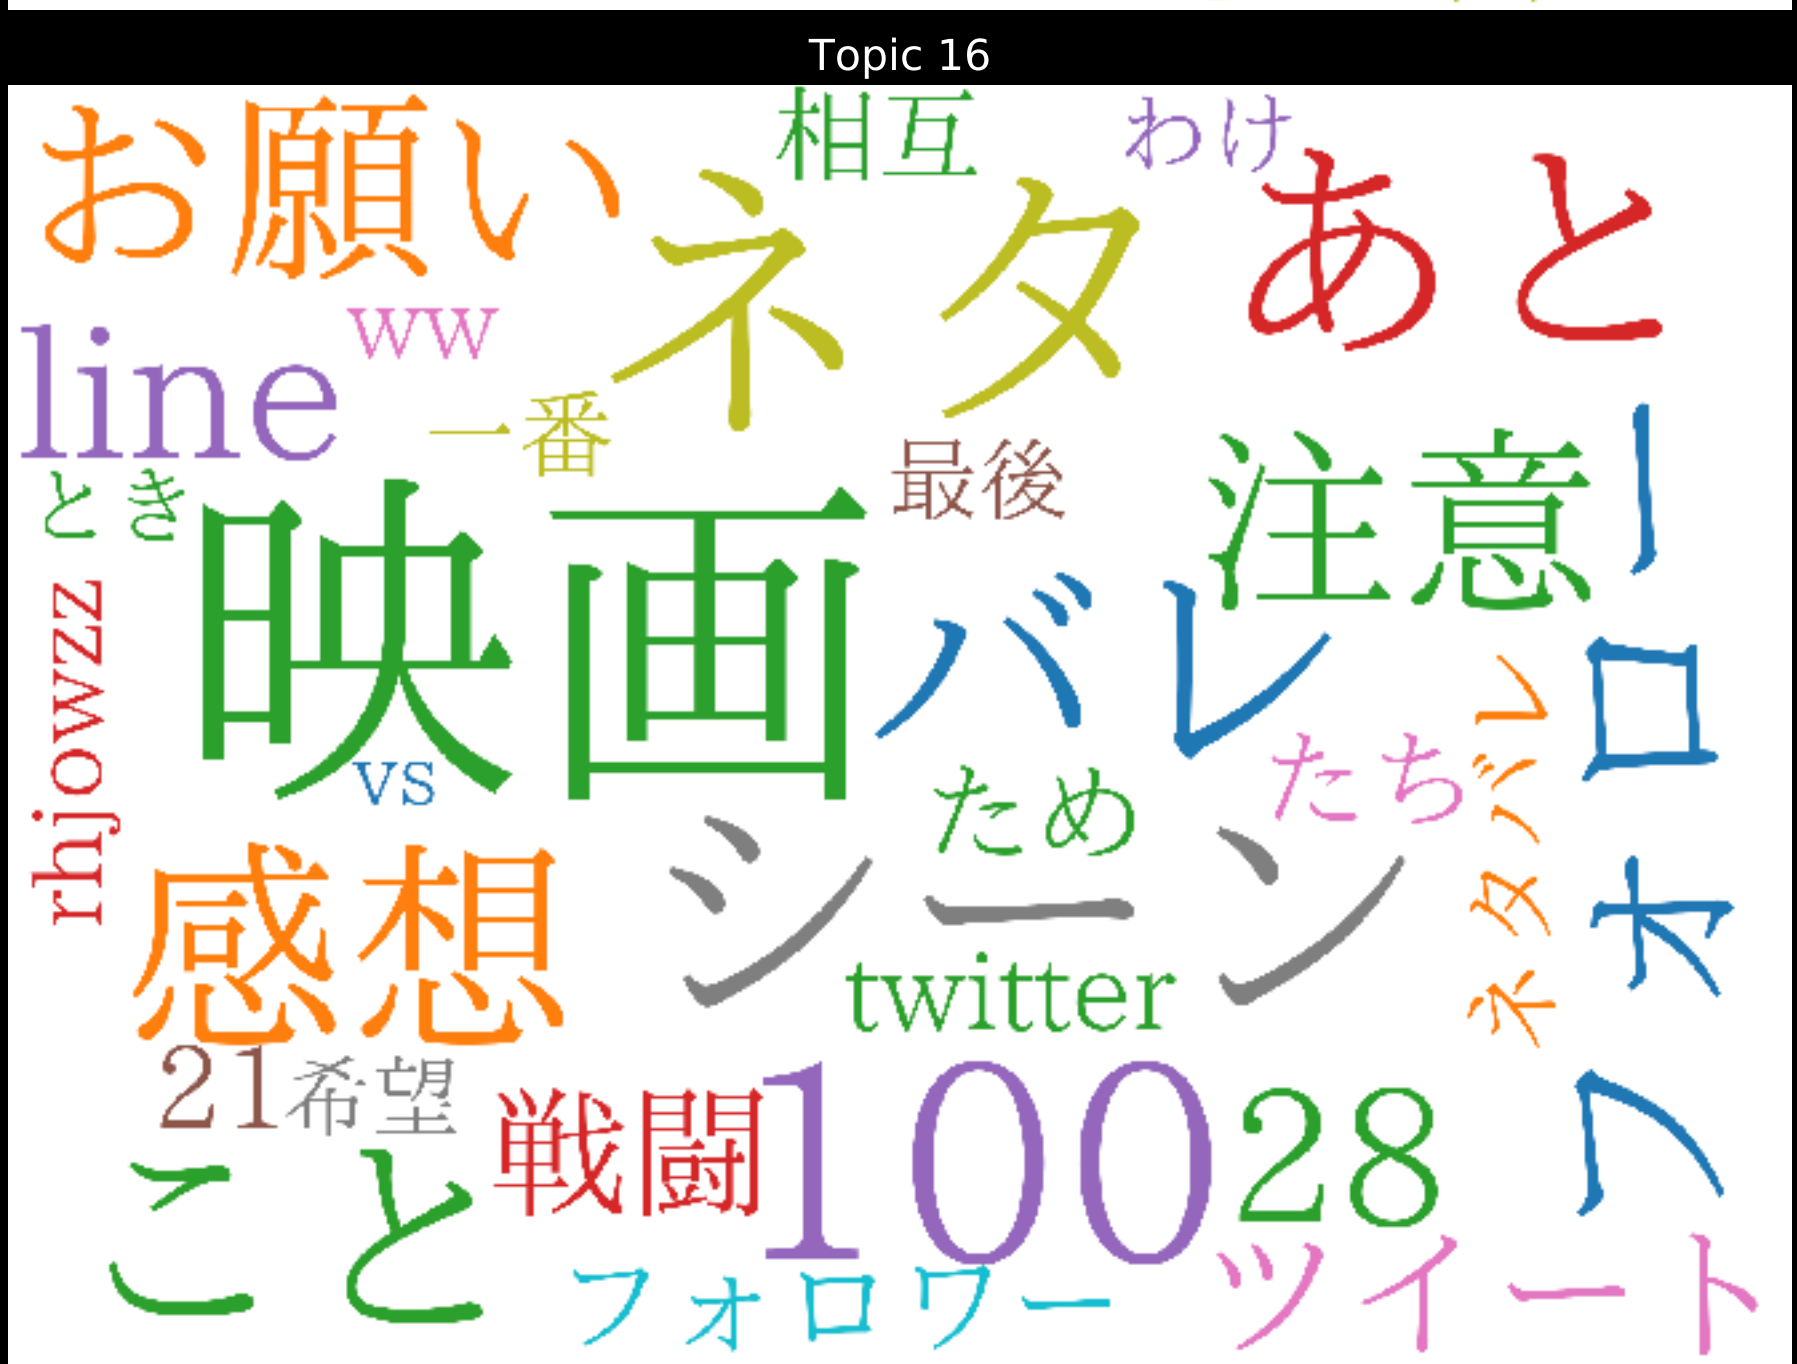 Topic 16
お願い
相互
わけ
ネタ
あと
line
ww
一番
最後
注意
とき
映画
バレ
フォロー
rhjowzz
vs
ため
たち
ネタバレ
感想
シーン
twitter
21
希望
戦闘
100
28
こと
フォロワー
ツイート